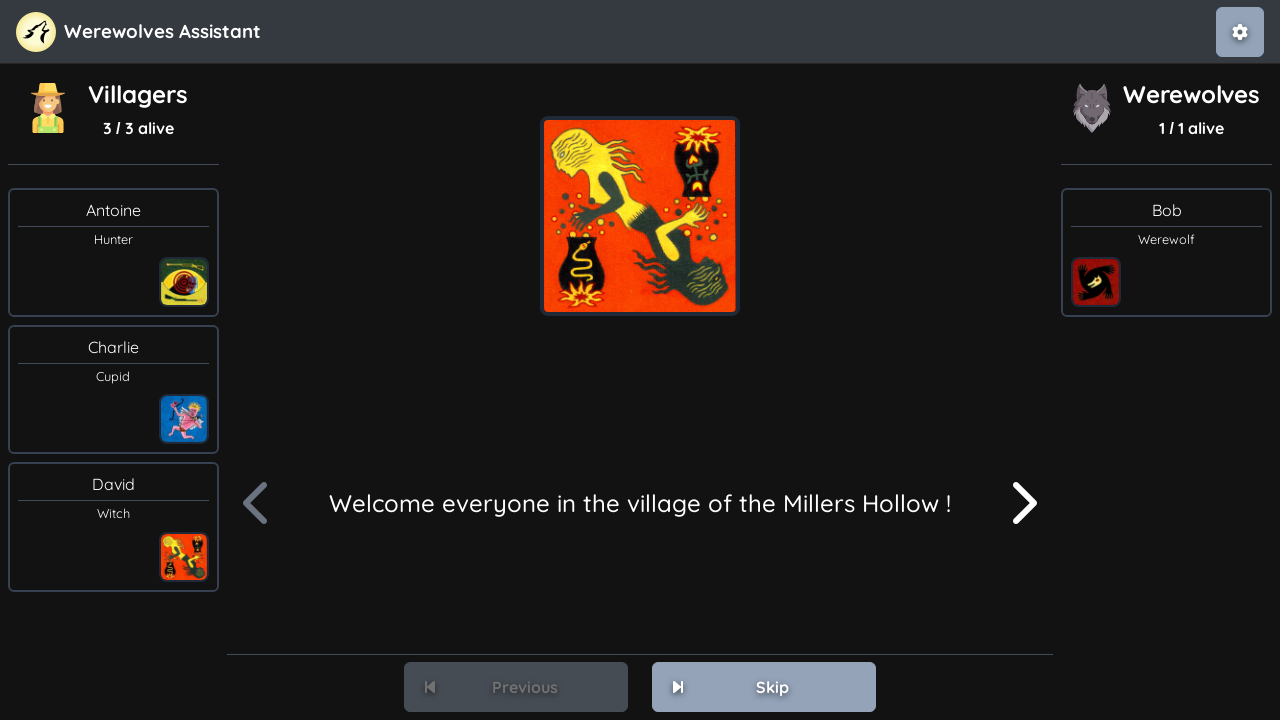 Werewolves Assistant
Villagers
3 / 3 alive
Antoine
Hunter
Charlie
Cupid
David
Witch
Welcome everyone in the village of the Millers Hollow !
Previous
Skip
Werewolves
1 / 1 alive
Bob
Werewolf